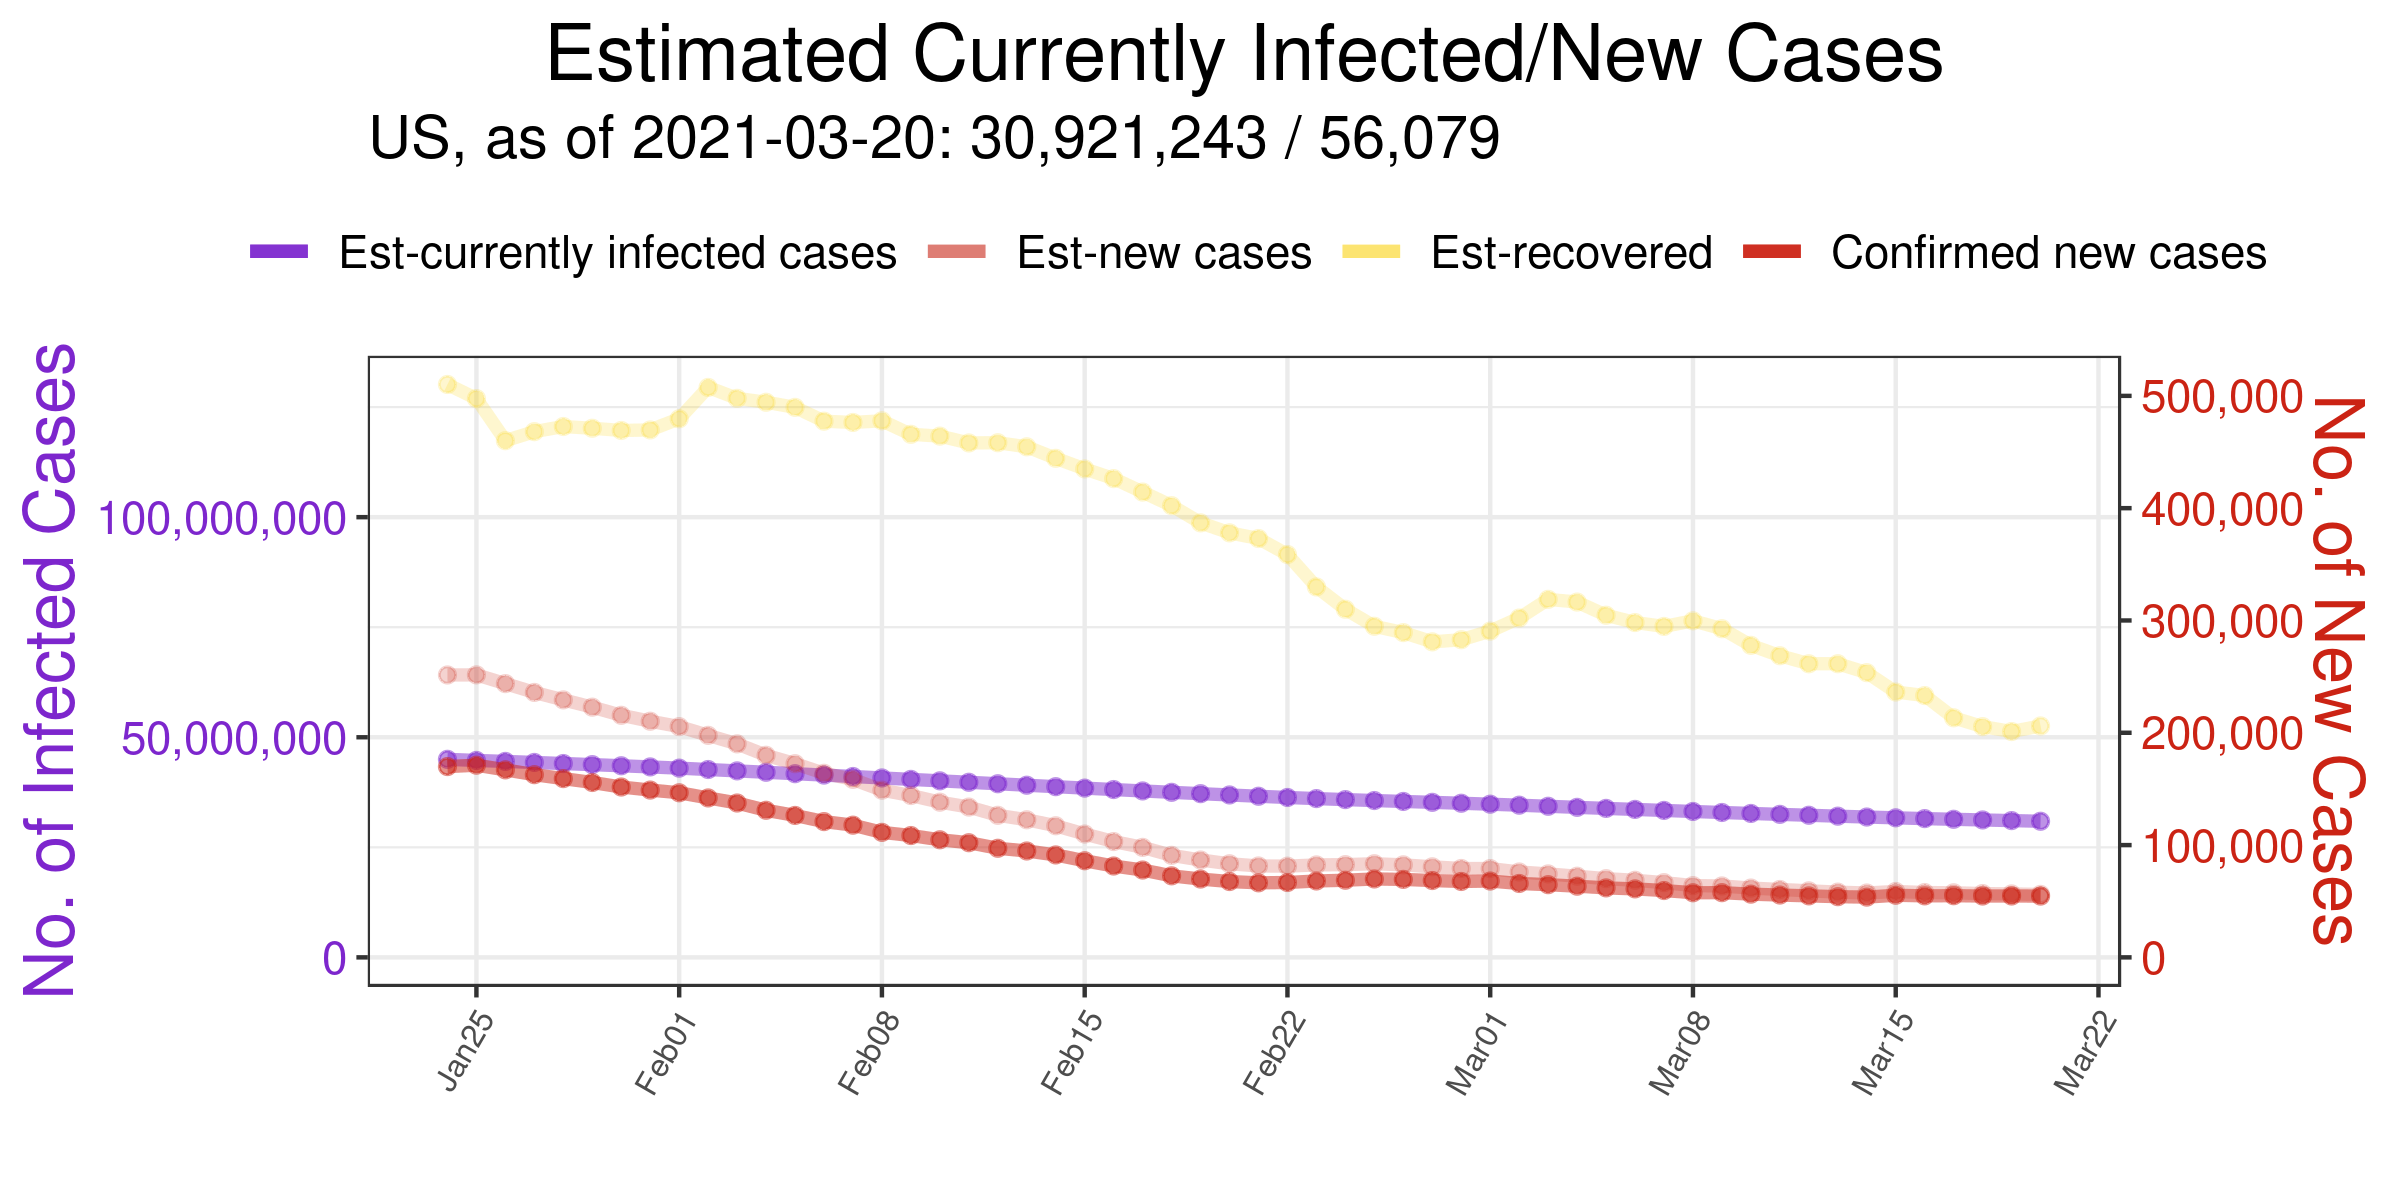 Estimated Currently Infected/New Cases
US, as of 2021-03-20: 30,921,243 / 56,079
Est-currently infected cases Est-new cases Est-recovered Confirmed new cases
No. of Infected Cases
100,000,000
50,000,000
0
500,000
400,000
300,000
200,000
100,000
0
No. of New Cases
Jan25 Feb01 Feb08 Feb15 Feb22 Mar01 Mar08 Mar15 Mar22